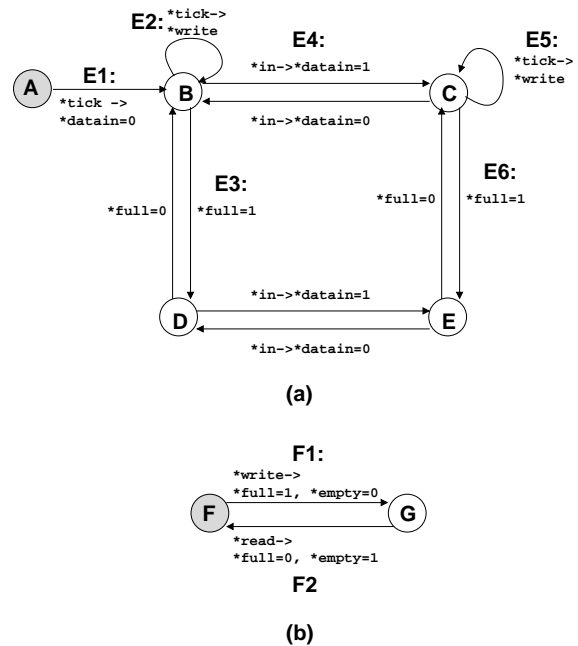 E2: *tick->
*write
E4:
E5:
*tick->
*write
A
E1:
B
*in->*datain=1
C
*tick ->
*datain=0
*in->*datain=0
E3:
E6:
*full=0
*full=1
*full=0
*full=1
*in->*datain=1
D
E
*in->*datain=0
(a)
F1:
*write->
*full=1, *empty=0
F
G
*read->
*full=0, *empty=1
F2
(b)